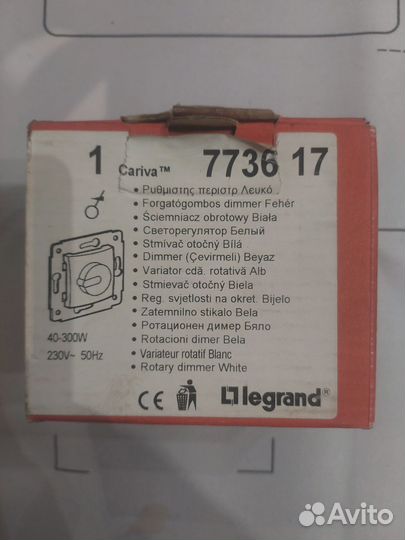 1 Cariva™ 7736 17
• Ρυθμιστης περιστρ Λευκό
• Forgatógombos dimmer Fehér
• Ściemniacz obrotowy Biała
• Светорегулятор Белый
• Stmívač otočný Bílá
• Dimmer (Çevirmeli) Beyaz
• Variator cdă. rotativă Alb
• Stmievač otočný Biela
• Reg. svjetlosti na okret. Bijelo
• Zatemnilno stikalo Bela
• Ротационен димер Бяло
• Rotacioni dimer Bela
• Variateur rotatif Blanc
• Rotary dimmer White
40-300W
230V~ 50Hz
CE
legrand®
Avito